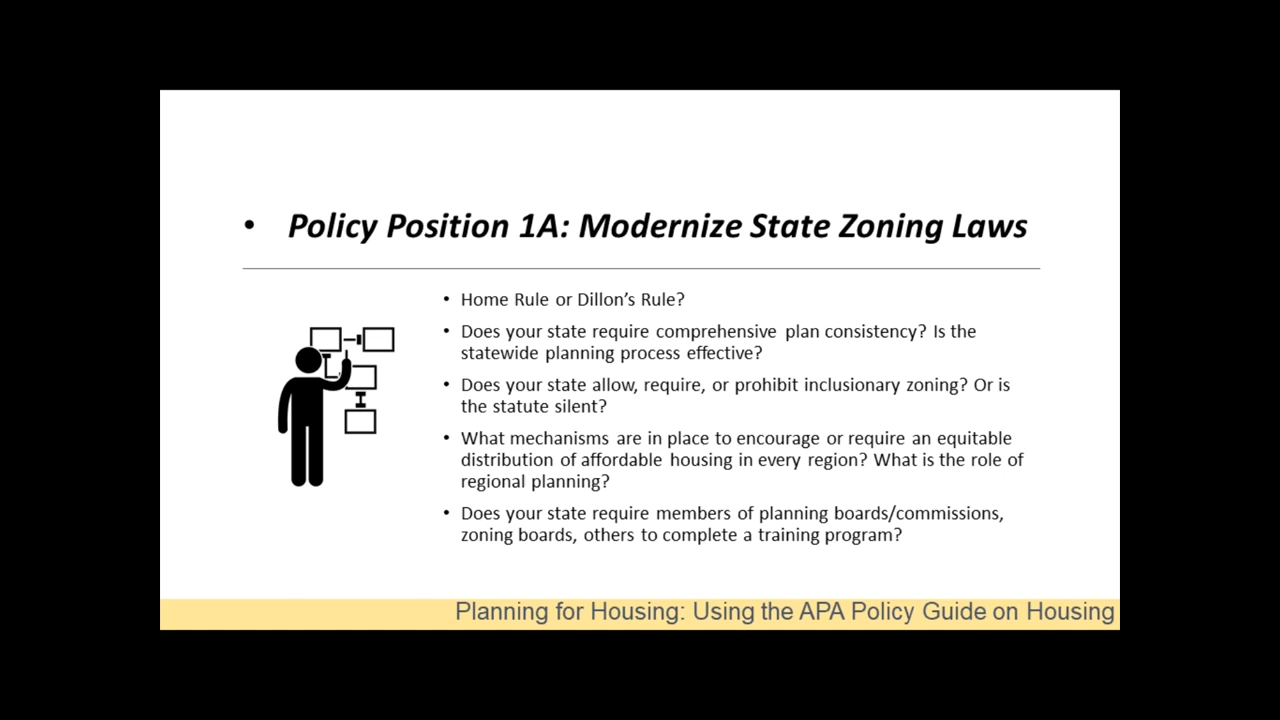 • Policy Position 1A: Modernize State Zoning Laws
• Home Rule or Dillon's Rule?
• Does your state require comprehensive plan consistency? Is the
statewide planning process effective?
• Does your state allow, require, or prohibit inclusionary zoning? Or is
the statute silent?
• What mechanisms are in place to encourage or require an equitable
distribution of affordable housing in every region? What is the role of
regional planning?
• Does your state require members of planning boards/commissions,
zoning boards, others to complete a training program?
Planning for Housing: Using the APA Policy Guide on Housing